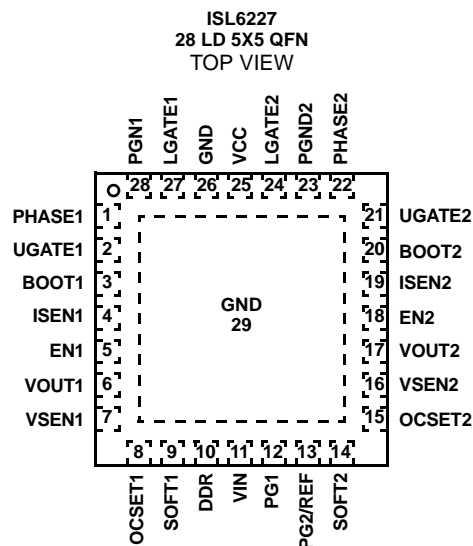 ISL6227
28 LD 5X5 QFN
TOP VIEW
PGN1
LGATE1
GND
VCC
LGATE2
PGND2
PHASE2
28 27 26 25 24 23 22
PHASE1 1
UGATE1 2
BOOT1 3
ISEN1 4
EN1 5
VOUT1 6
VSEN1 7
GND
29
21 UGATE2
20 BOOT2
19 ISEN2
18 EN2
17 VOUT2
16 VSEN2
15 OCSET2
8 9 10 11 12 13 14
OCSET1
SOFT1
DDR
VIN
PG1
PG2/REF
SOFT2